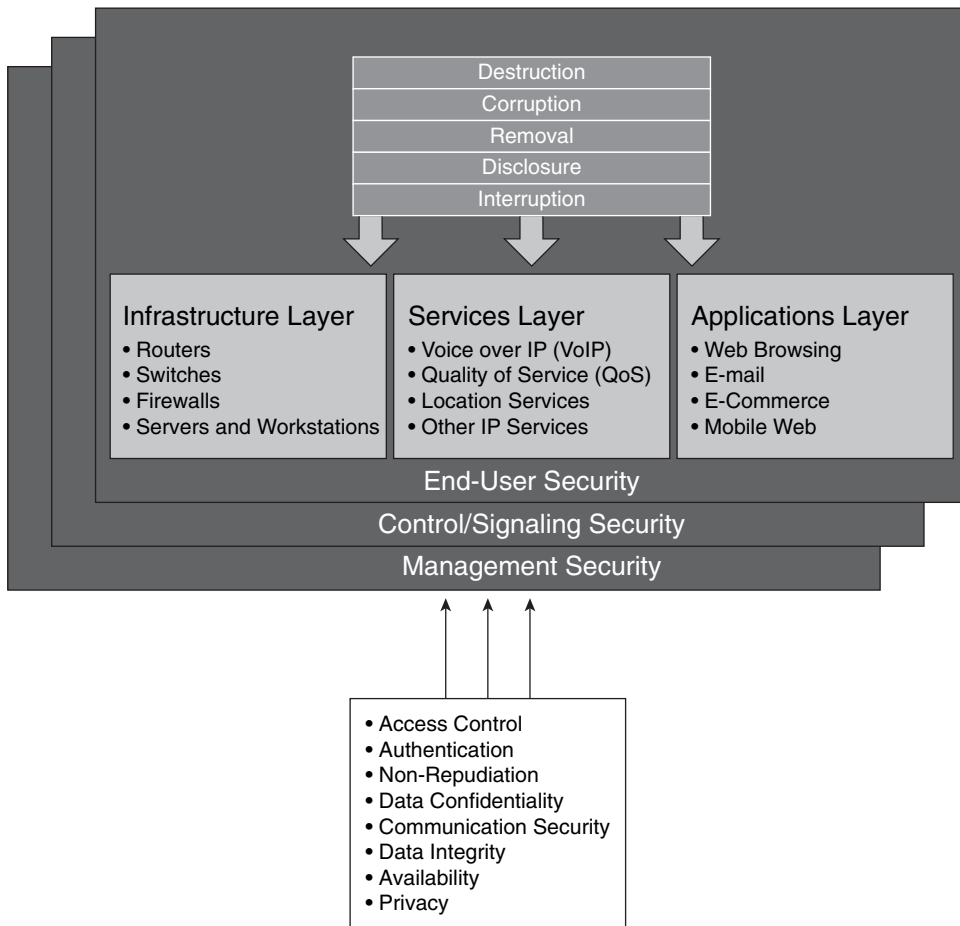 Destruction
Corruption
Removal
Disclosure
Interruption
Infrastructure Layer
• Routers
• Switches
• Firewalls
• Servers and Workstations
Services Layer
• Voice over IP (VoIP)
• Quality of Service (QoS)
• Location Services
• Other IP Services
Applications Layer
• Web Browsing
• E-mail
• E-Commerce
• Mobile Web
End-User Security
Control/Signaling Security
Management Security
• Access Control
• Authentication
• Non-Repudiation
• Data Confidentiality
• Communication Security
• Data Integrity
• Availability
• Privacy